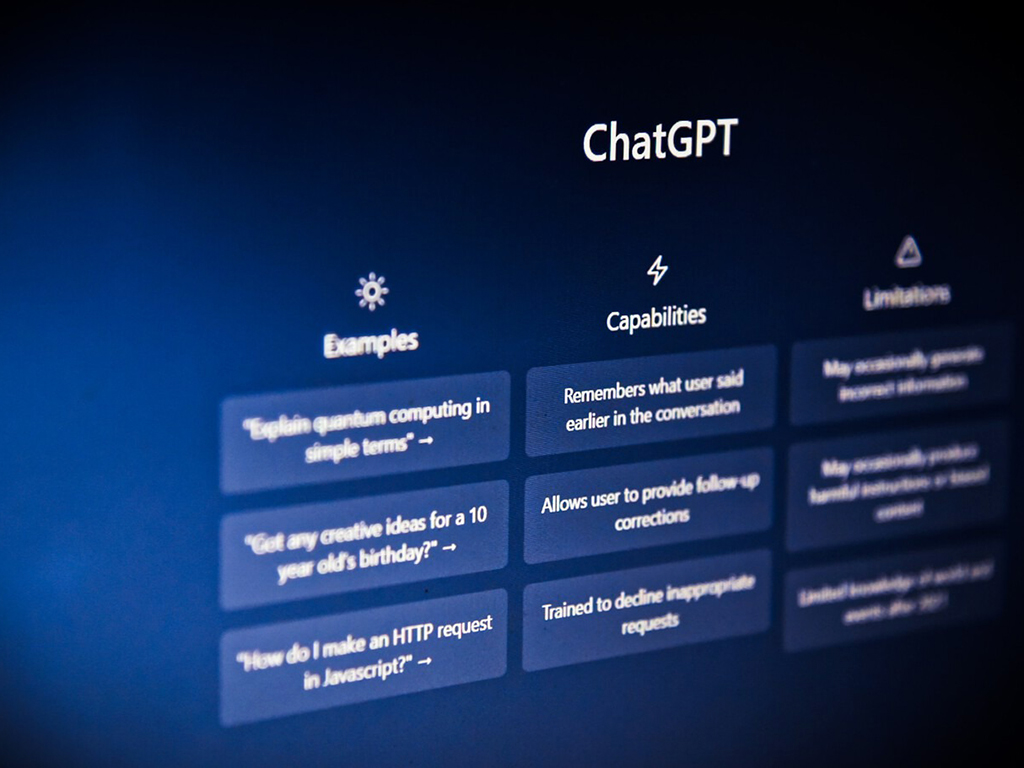 ChatGPT
Examples
"Explain quantum computing in
simple terms" →
"Got any creative ideas for a 10
year old's birthday?" →
"How do I make an HTTP request
in Javascript?" →
Capabilities
Remembers what user said
earlier in the conversation
Allows user to provide follow-up
corrections
Trained to decline inappropriate
requests
Limitations
May occasionally generate
incorrect information
May occasionally produce
harmful instructions or biased
content
Limited knowledge of world and
events after 2021